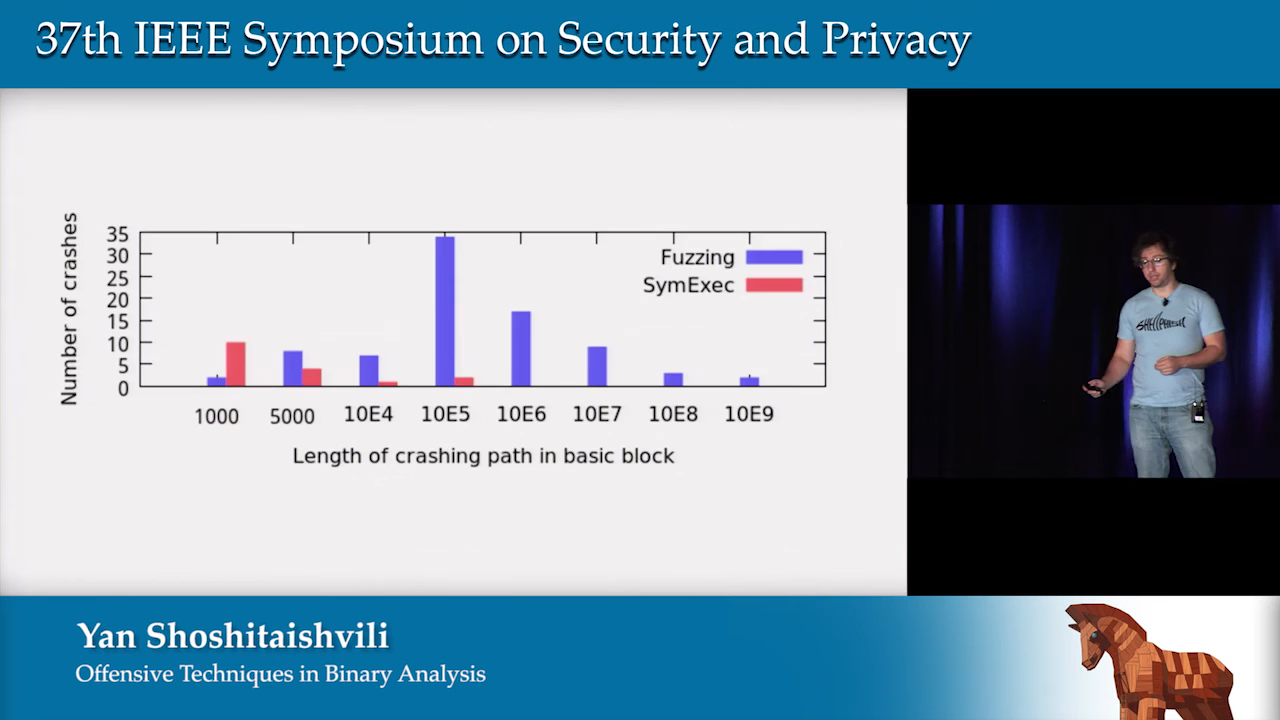 37th IEEE Symposium on Security and Privacy
Number of crashes
35
30
25
20
15
10
5
0
Fuzzing
SymExec
1000 5000 10E4 10E5 10E6 10E7 10E8 10E9
Length of crashing path in basic block
SHELLPHISH
Yan Shoshitaishvili
Offensive Techniques in Binary Analysis